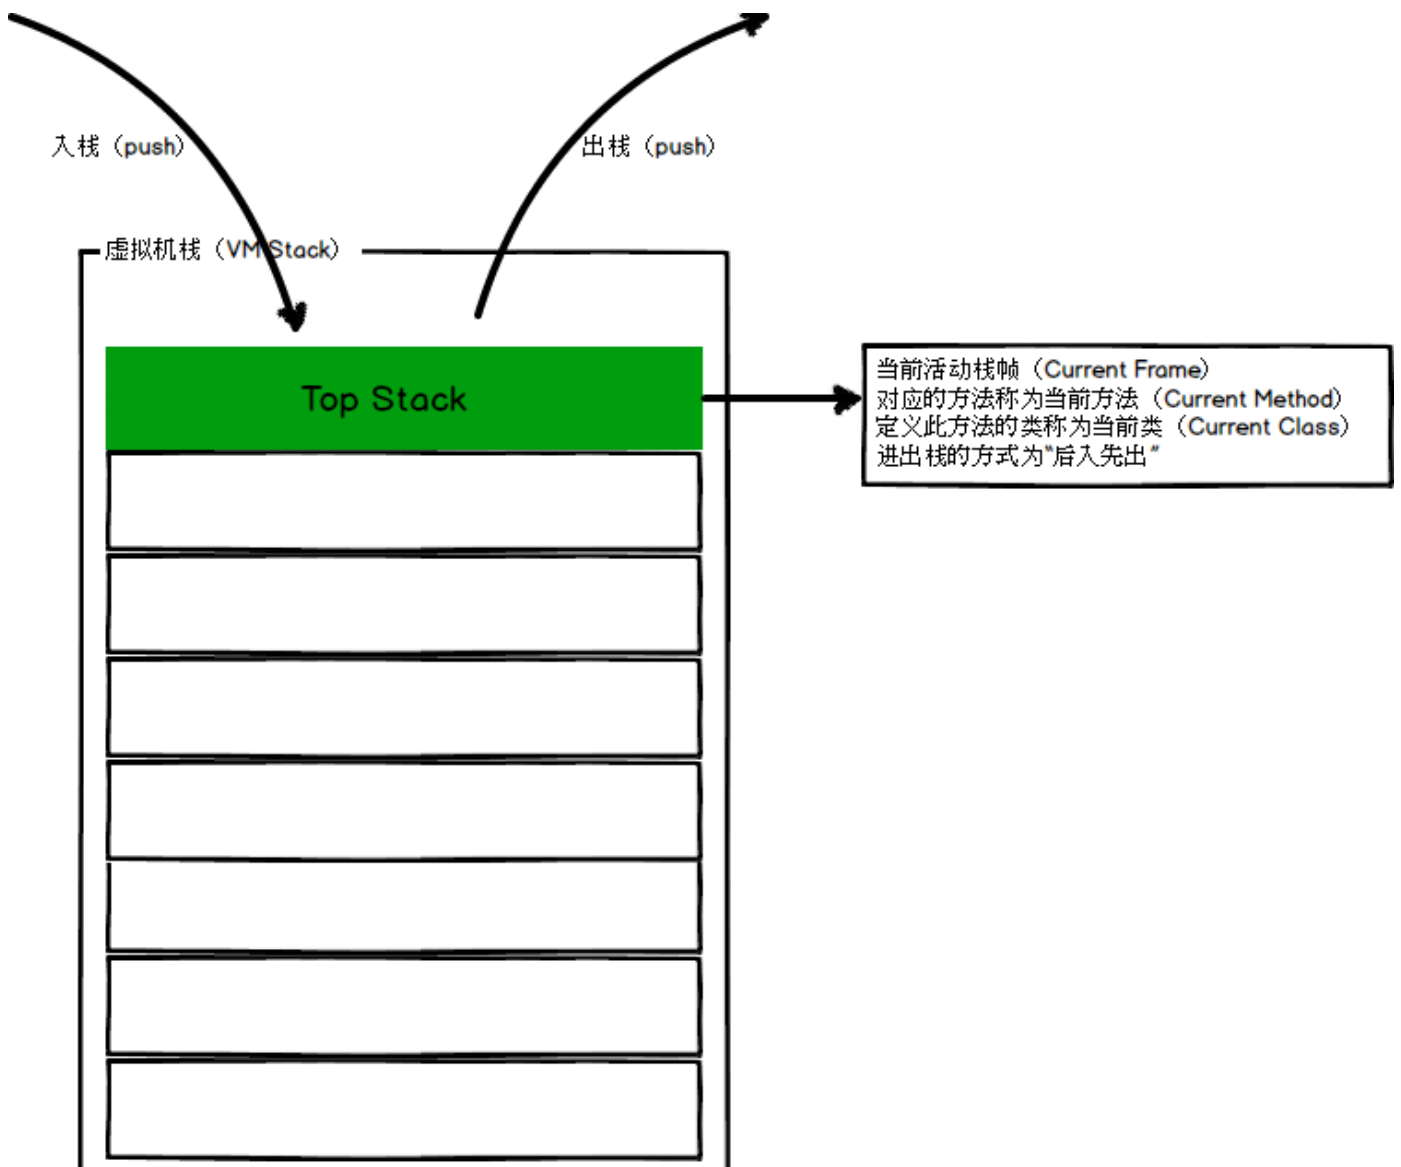 入栈（push）
出栈（push）
虚拟机栈（VM Stack）
Top Stack
当前活动栈帧（Current Frame）
对应的方法称为当前方法（Current Method）
定义此方法的类称为当前类（Current Class）
进出栈的方式为“后入先出”